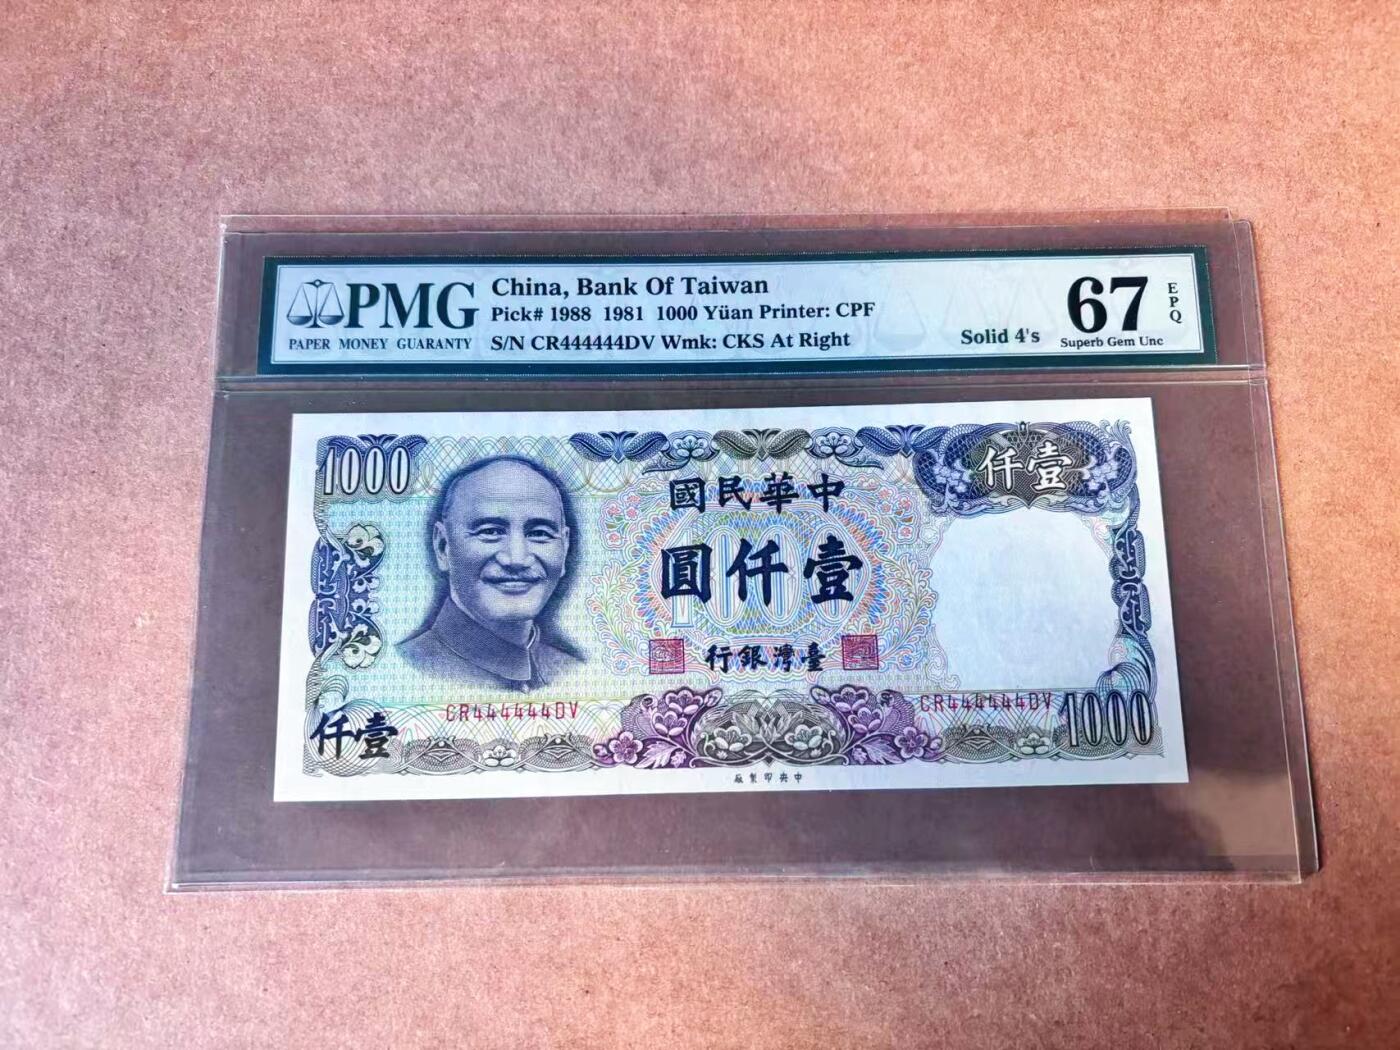 PMG
PAPER MONEY GUARANTY
China, Bank Of Taiwan
Pick# 1988 1981 1000 Yüan Printer: CPF
S/N CR444444DV Wmk: CKS At Right
Solid 4's
67
EPQ
Superb Gem Unc
1000
仟壹
國民華中
圓仟壹
1000
行銀灣臺
CR444444DV
CR444444DV
仟壹
1000
廠製印央中